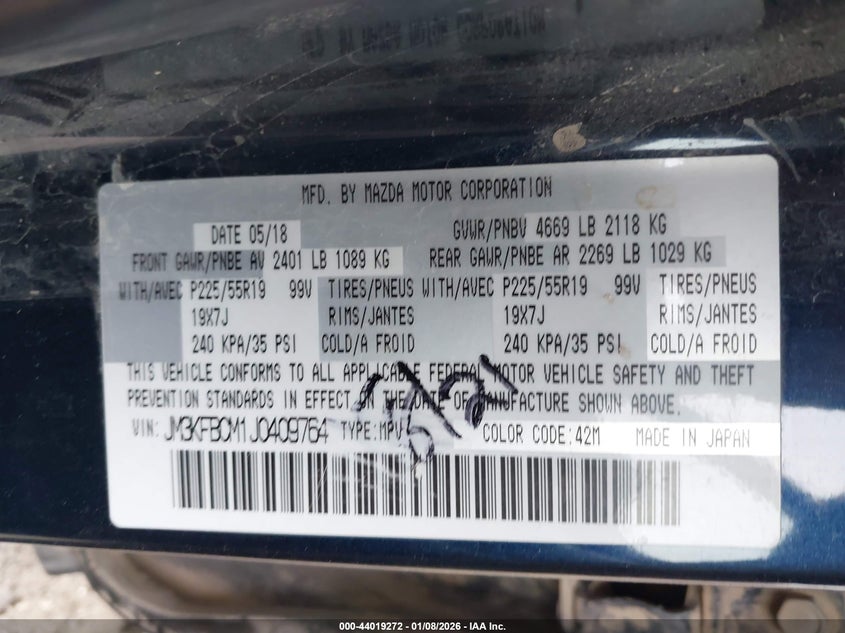 MFD. BY MAZDA MOTOR CORPORATION
DATE 05/18 GVWR/PNBV 4669 LB 2118 KG
FRONT GAWR/PNBE AV 2401 LB 1089 KG REAR GAWR/PNBE AR 2269 LB 1029 KG
WITH/AVEC P225/55R19 99V TIRES/PNEUS WITH/AVEC P225/55R19 99V TIRES/PNEUS
19X7J RIMS/JANTES 19X7J RIMS/JANTES
240 KPA/35 PSI COLD/A FROID 240 KPA/35 PSI COLD/A FROID
THIS VEHICLE CONFORMS TO ALL APPLICABLE FEDERAL MOTOR VEHICLE SAFETY AND THEFT
PREVENTION STANDARDS IN EFFECT ON THE DATE OF MANUFACTURE SHOWN ABOVE.
VIN: JM3KFBCM1J0409764 TYPE:MPV COLOR CODE:42M MADE IN JAPAN
000-44019272 - 01/08/2026 - IAA Inc.